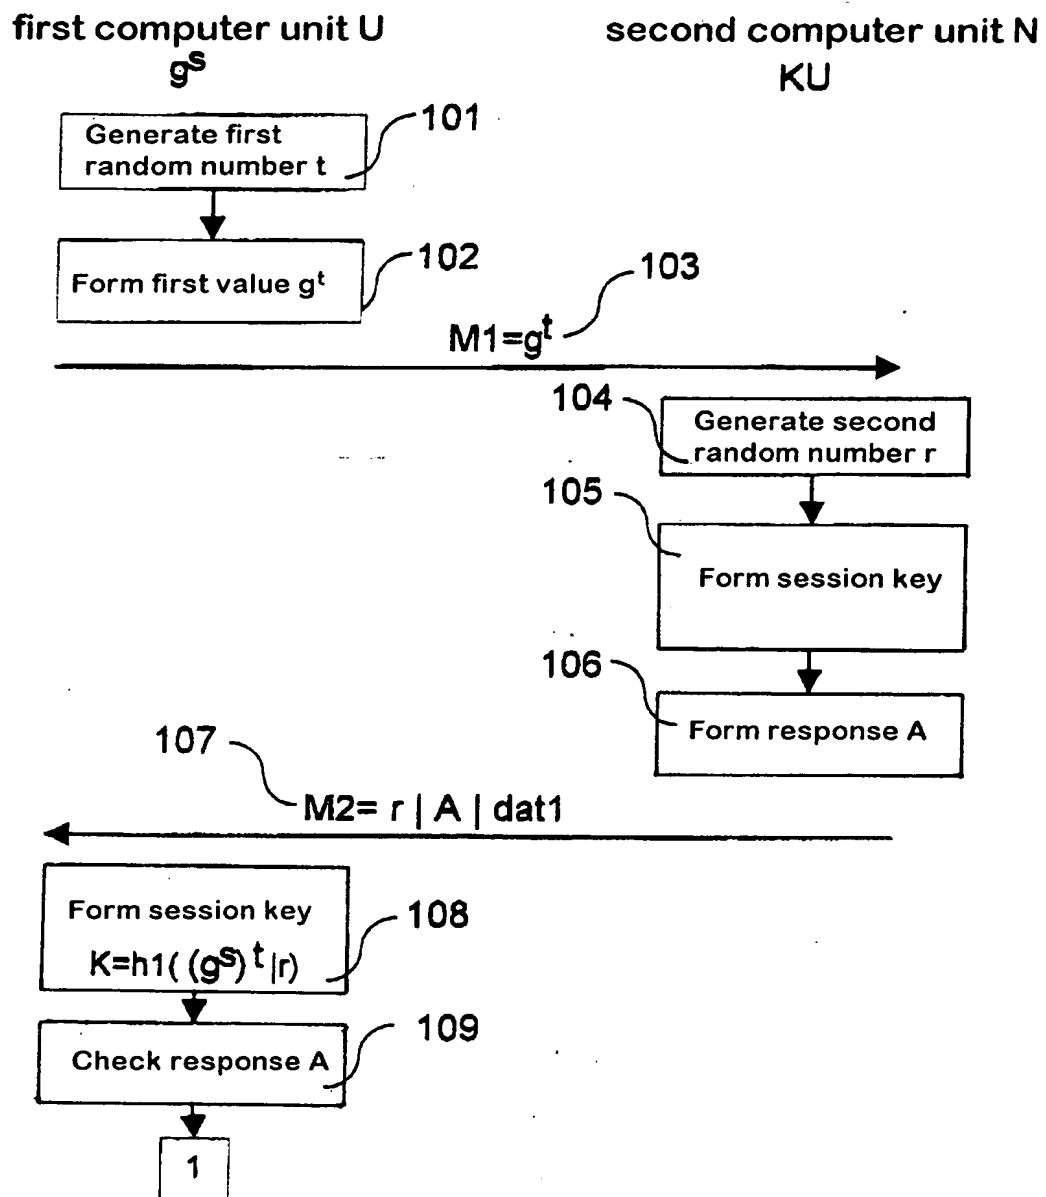 first computer unit U
g^s
second computer unit N
KU
101
Generate first
random number t
102
Form first value g^t
103
M1=g^t
104
Generate second
random number r
105
Form session key
106
Form response A
107
M2= r | A | dat1
Form session key
K=h1( (g^s)^t |r)
108
109
Check response A
1